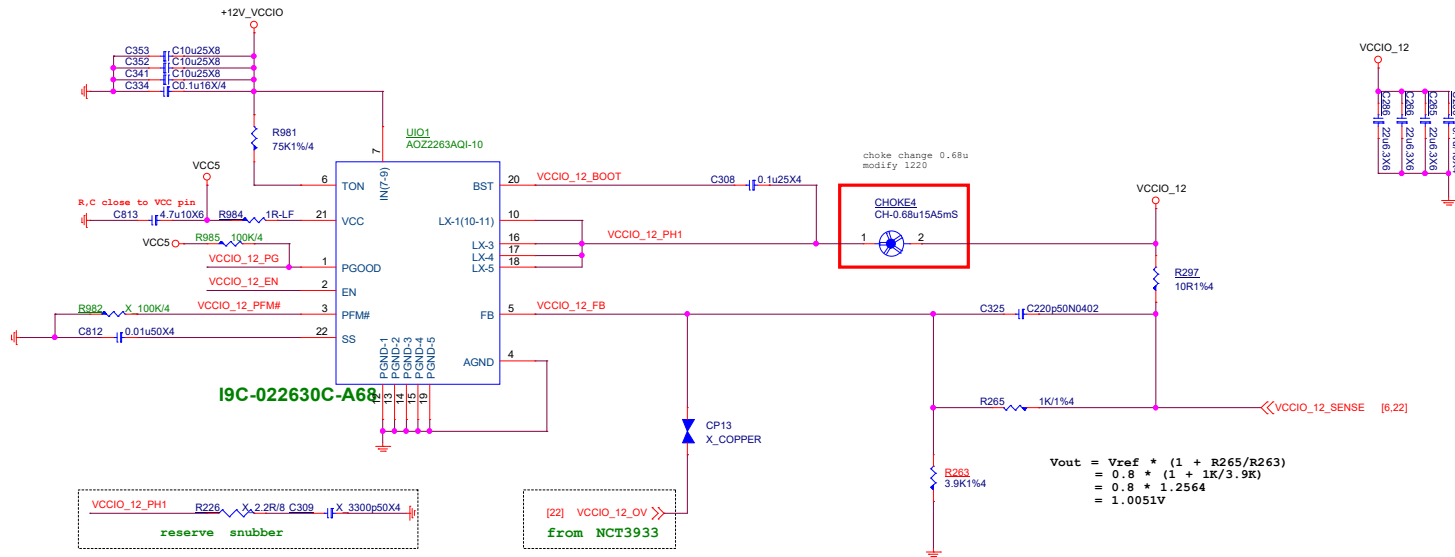 +12V_VCCIO
C353 C10u25X8
C352 C10u25X8
C341 C10u25X8
C334 C0.1u16X/4
R981
75K1%/4
UIO1
AOZ2263AQI-10
7
IN(7-9)
VCC5
R,C close to VCC pin
C813 4.7u10X6 R984 1R-LF
VCC5 R985 100K/4
VCCIO_12_PG
VCCIO_12_EN
R982 X_100K/4 VCCIO_12_PFM#
C812 0.01u50X4
6 TON
21 VCC
1 PGOOD
2 EN
3 PFM#
22 SS
BST 20 VCCIO_12_BOOT
LX-1(10-11) 10
LX-3 16
LX-4 17
LX-5 18
VCCIO_12_PH1
FB 5 VCCIO_12_FB
AGND 4
PGND-1
PGND-2
PGND-3
PGND-4
PGND-5
12
13
14
15
19
I9C-022630C-A68
C308 0.1u25X4
choke change 0.68u
modify 1220
CHOKE4
CH-0.68u15A5mS
1 2
VCCIO_12
R297
10R1%4
C325 C220p50N0402
R265 1K/1%4
VCCIO_12_SENSE [6,22]
R263
3.9K1%4
CP13
X_COPPER
[22] VCCIO_12_OV
from NCT3933
VCCIO_12_PH1 R226 X_2.2R/8 C309 X_3300p50X4
reserve snubber
Vout = Vref * (1 + R265/R263)
= 0.8 * (1 + 1K/3.9K)
= 0.8 * 1.2564
= 1.0051V
VCCIO_12
C286 22u6.3X6
C266 22u6.3X6
C265 22u6.3X6